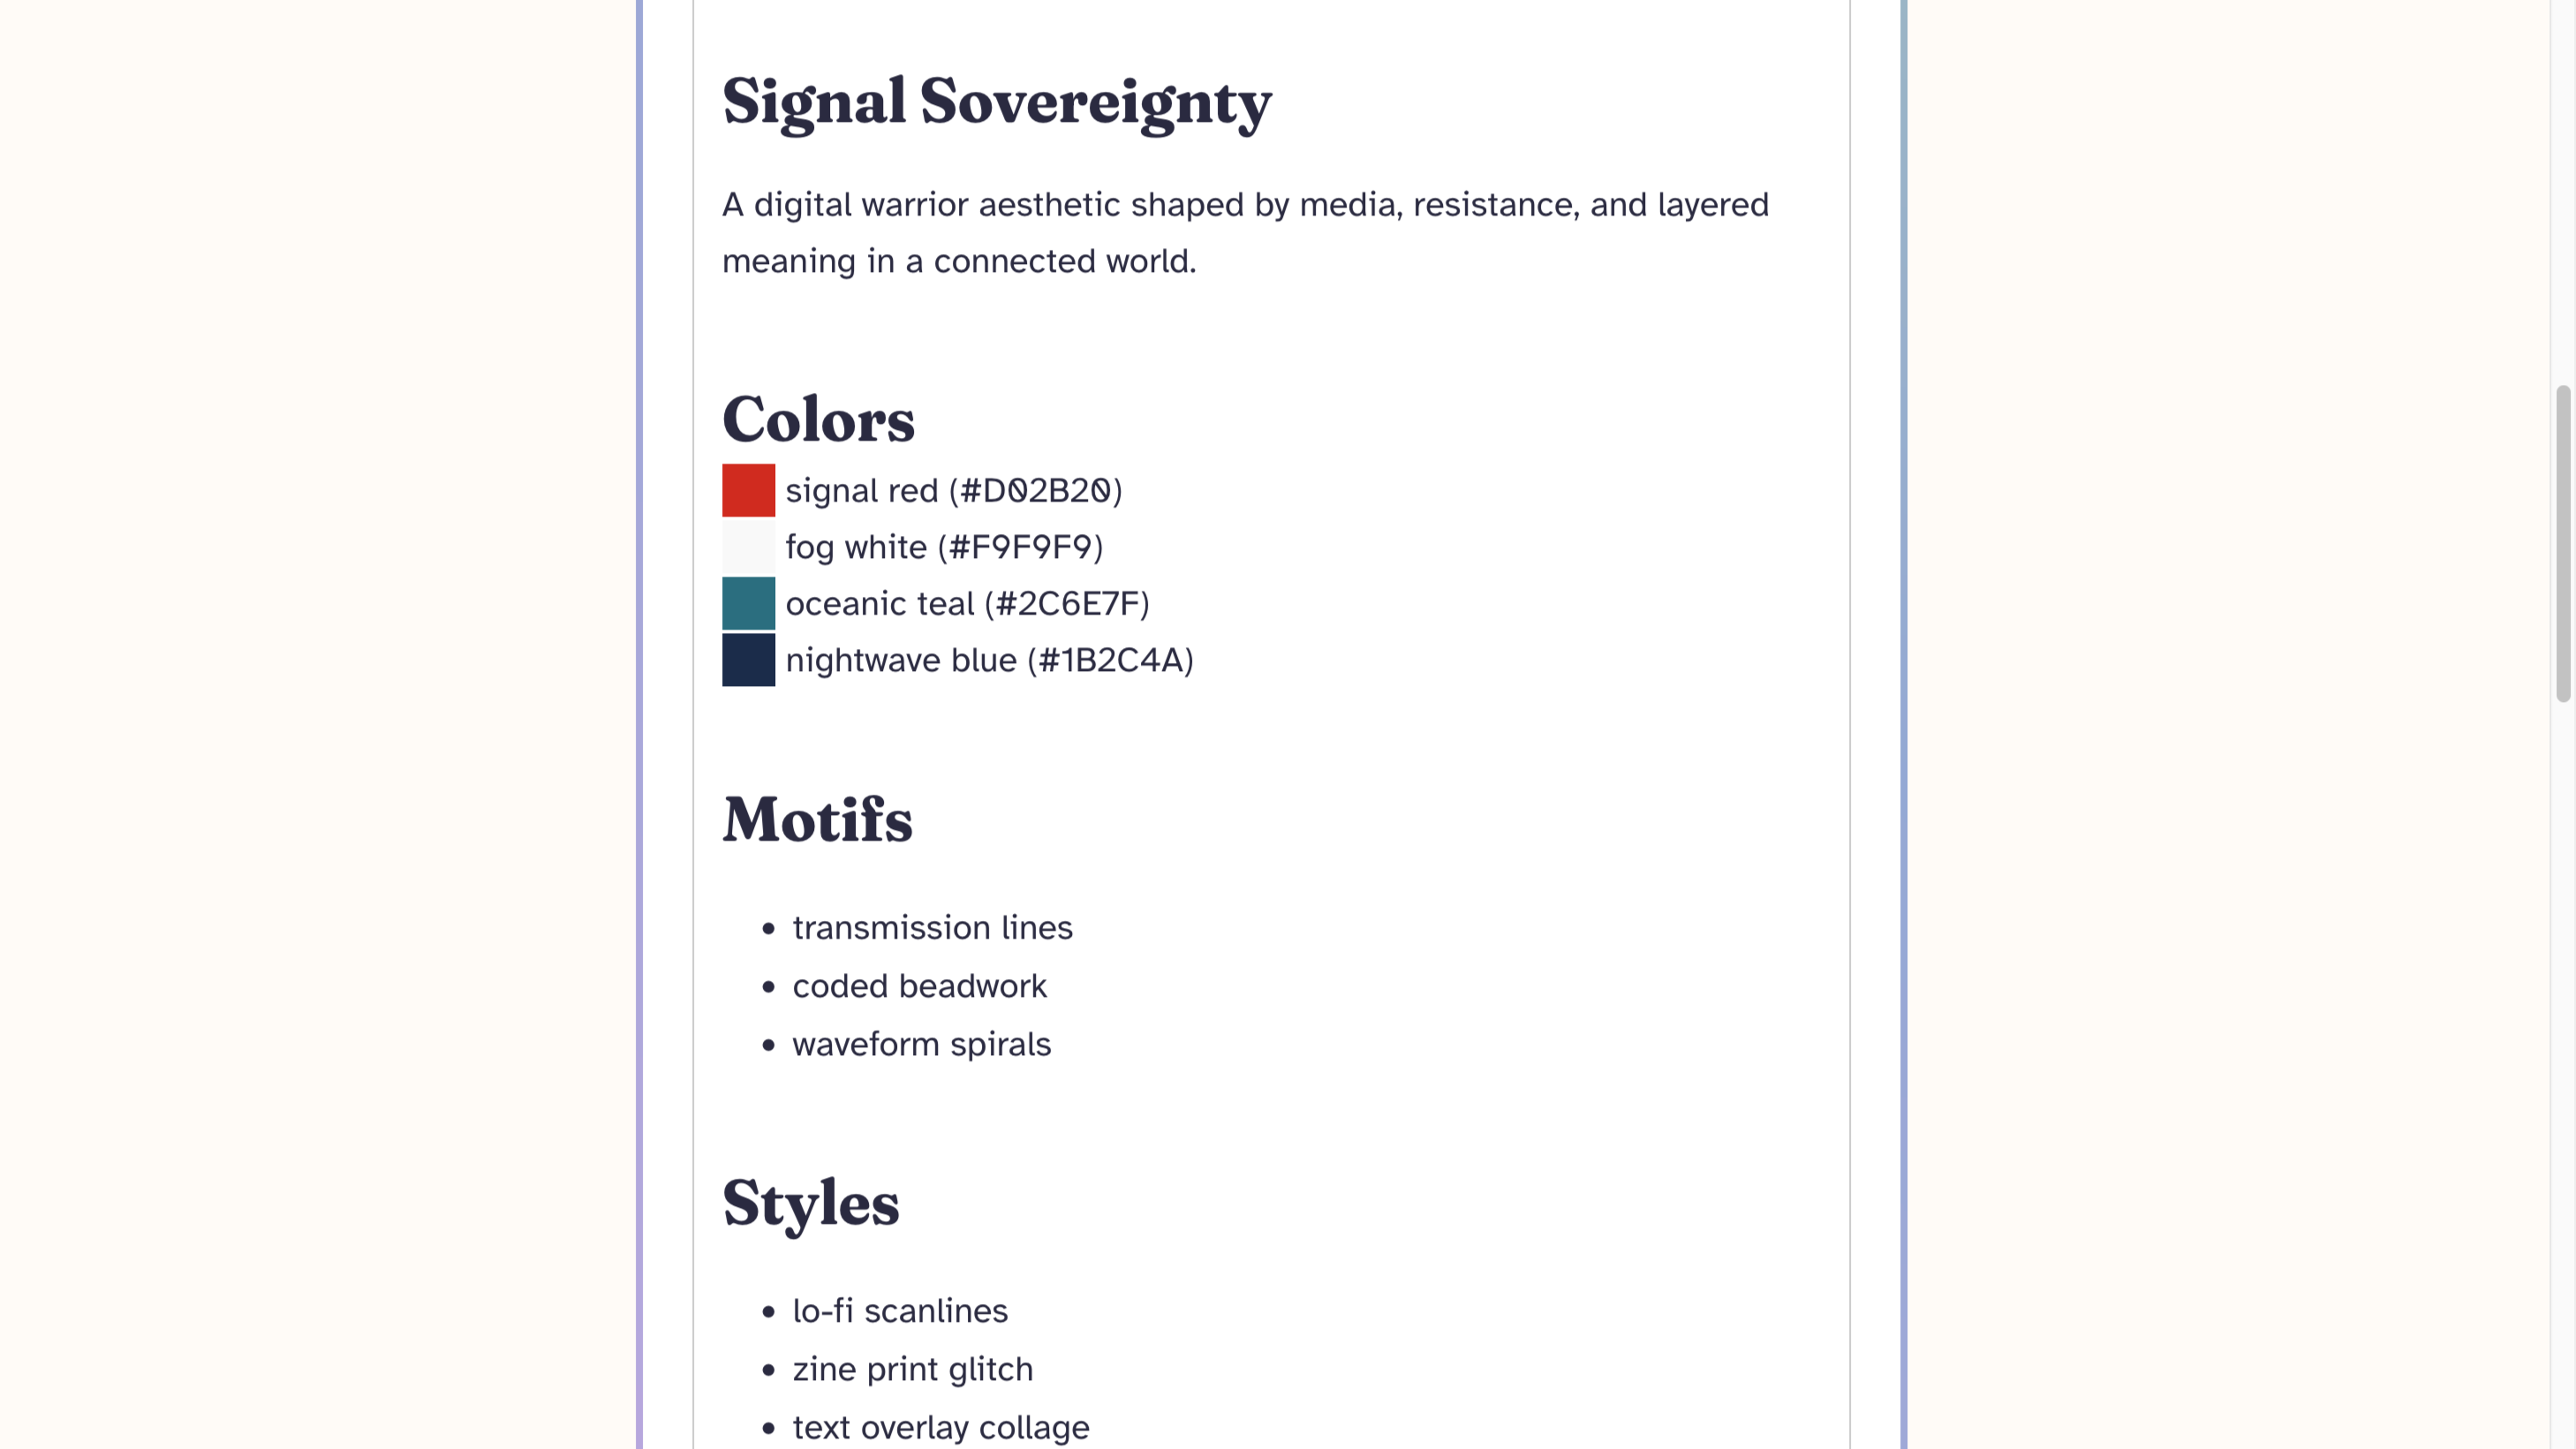 Signal Sovereignty
A digital warrior aesthetic shaped by media, resistance, and layered
meaning in a connected world.
Colors
signal red (#D02B20)
fog white (#F9F9F9)
oceanic teal (#2C6E7F)
nightwave blue (#1B2C4A)
Motifs
• transmission lines
• coded beadwork
• waveform spirals
Styles
• lo-fi scanlines
• zine print glitch
• text overlay collage